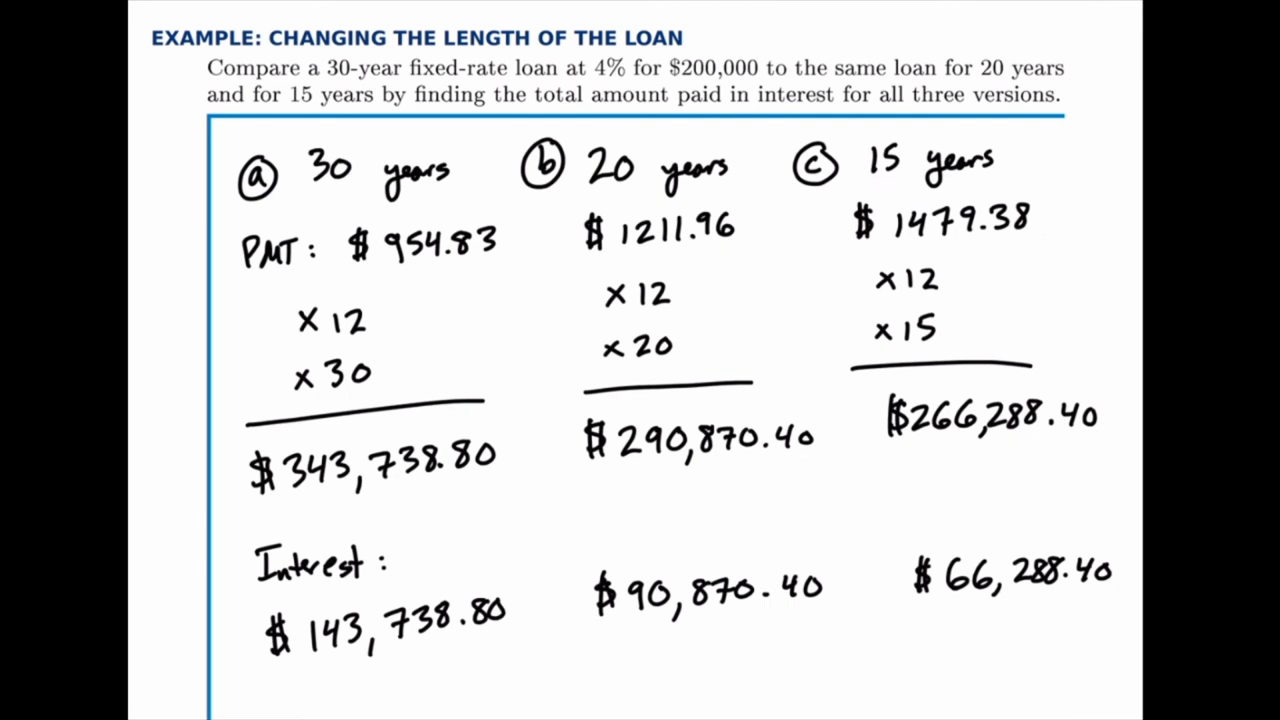 EXAMPLE: CHANGING THE LENGTH OF THE LOAN
Compare a 30-year fixed-rate loan at 4% for $200,000 to the same loan for 20 years
and for 15 years by finding the total amount paid in interest for all three versions.
(a) 30 years
PMT: $ 954.83
x 12
x 30
$343,738.80
Interest:
$ 143,738.80
(b) 20 years
$ 1211.96
x 12
x 20
$ 290,870.40
$ 90,870.40
(c) 15 years
$ 1479.38
x 12
x 15
$266,288.40
$ 66,288.40